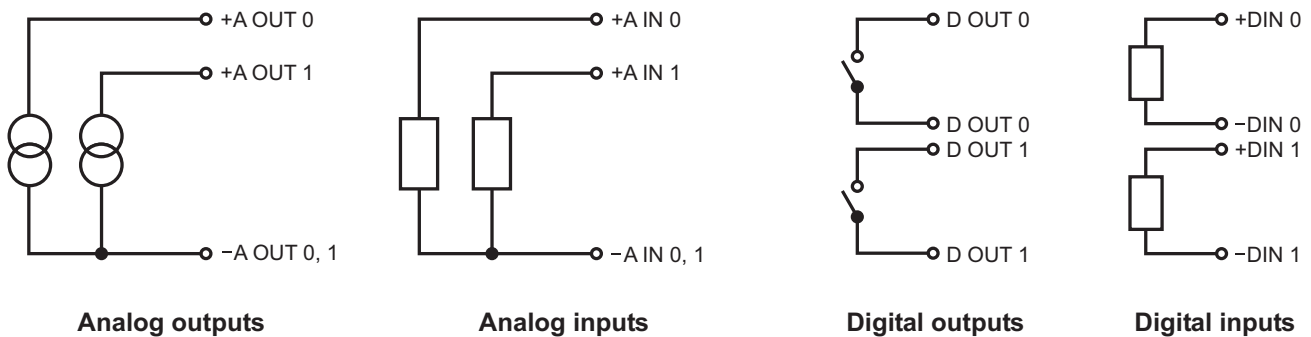 +A OUT 0
+A OUT 1
−A OUT 0, 1
Analog outputs
+A IN 0
+A IN 1
−A IN 0, 1
Analog inputs
D OUT 0
D OUT 0
D OUT 1
D OUT 1
Digital outputs
+DIN 0
−DIN 0
+DIN 1
−DIN 1
Digital inputs